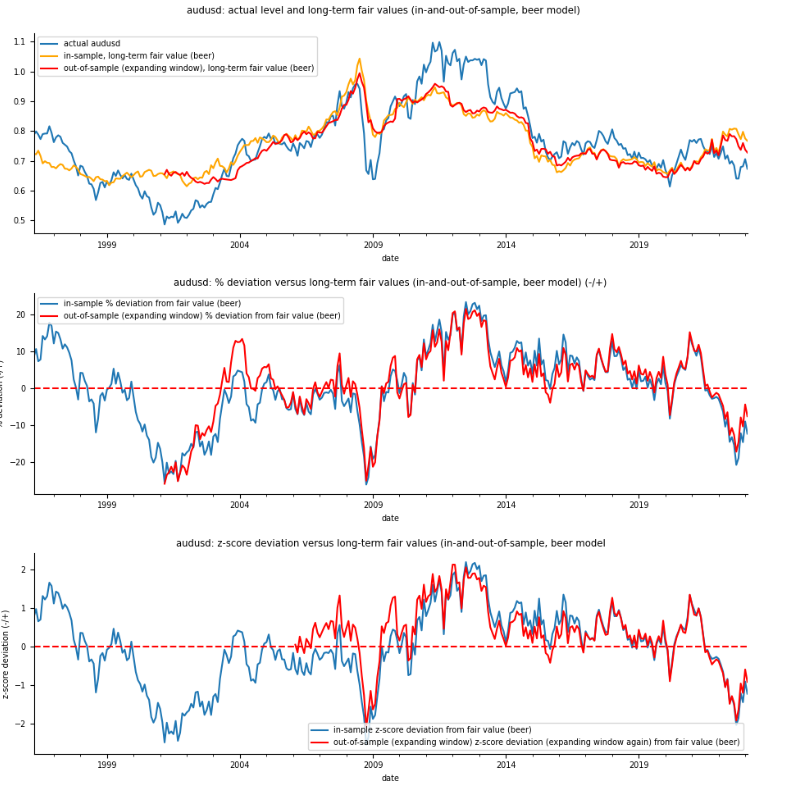 audusd: actual level and long-term fair values (in-and-out-of-sample, beer model)
actual audusd
in-sample, long-term fair value (beer)
out-of-sample (expanding window), long-term fair value (beer)
1.1
1.0
0.9
0.8
0.7
0.6
0.5
1999 2004 2009 2014 2019
date
audusd: % deviation versus long-term fair values (in-and-out-of-sample, beer model) (-/+)
in-sample % deviation from fair value (beer)
out-of-sample (expanding window) % deviation from fair value (beer)
20
10
0
−10
−20
% deviation (-/+)
1999 2004 2009 2014 2019
date
audusd: z-score deviation versus long-term fair values (in-and-out-of-sample, beer model
2
1
0
−1
−2
z-score deviation (-/+)
in-sample z-score deviation from fair value (beer)
out-of-sample (expanding window) z-score deviation (expanding window again) from fair value (beer)
1999 2004 2009 2014 2019
date